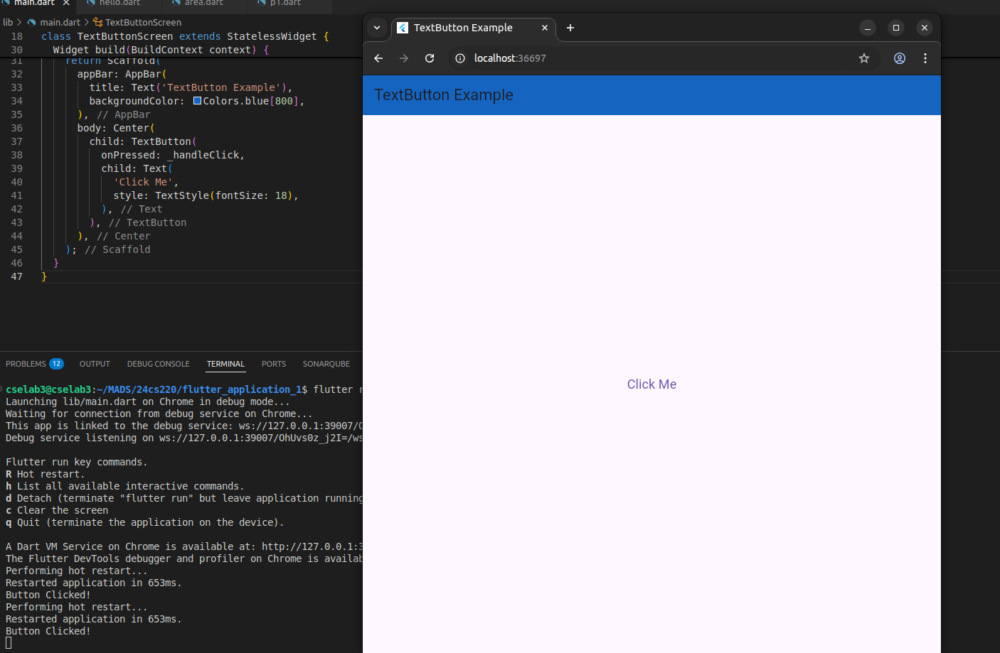 main.dart
hello.dart
area.dart
p1.dart
lib > main.dart > TextButtonScreen
18 class TextButtonScreen extends StatelessWidget {
30 Widget build(BuildContext context) {
31 return Scaffold(
32 appBar: AppBar(
33 title: Text('TextButton Example'),
34 backgroundColor: Colors.blue[800],
35 ), // AppBar
36 body: Center(
37 child: TextButton(
38 onPressed: _handleClick,
39 child: Text(
40 'Click Me',
41 style: TextStyle(fontSize: 18),
42 ), // Text
43 ), // TextButton
44 ), // Center
45 ); // Scaffold
46 }
47 }
PROBLEMS 12 OUTPUT DEBUG CONSOLE TERMINAL PORTS SONARQUBE
cselab3@cselab3:~/MADS/24cs220/flutter_application_1$ flutter
Launching lib/main.dart on Chrome in debug mode...
Waiting for connection from debug service on Chrome...
This app is linked to the debug service: ws://127.0.0.1:39007/
Debug service listening on ws://127.0.0.1:39007/OhUvs0z_j2I=/ws
Flutter run key commands.
R Hot restart.
h List all available interactive commands.
d Detach (terminate "flutter run" but leave application running
c Clear the screen
q Quit (terminate the application on the device).
A Dart VM Service on Chrome is available at: http://127.0.0.1:
The Flutter DevTools debugger and profiler on Chrome is availab
Performing hot restart...
Restarted application in 653ms.
Button Clicked!
Performing hot restart...
Restarted application in 653ms.
Button Clicked!
TextButton Example
localhost:36697
TextButton Example
Click Me